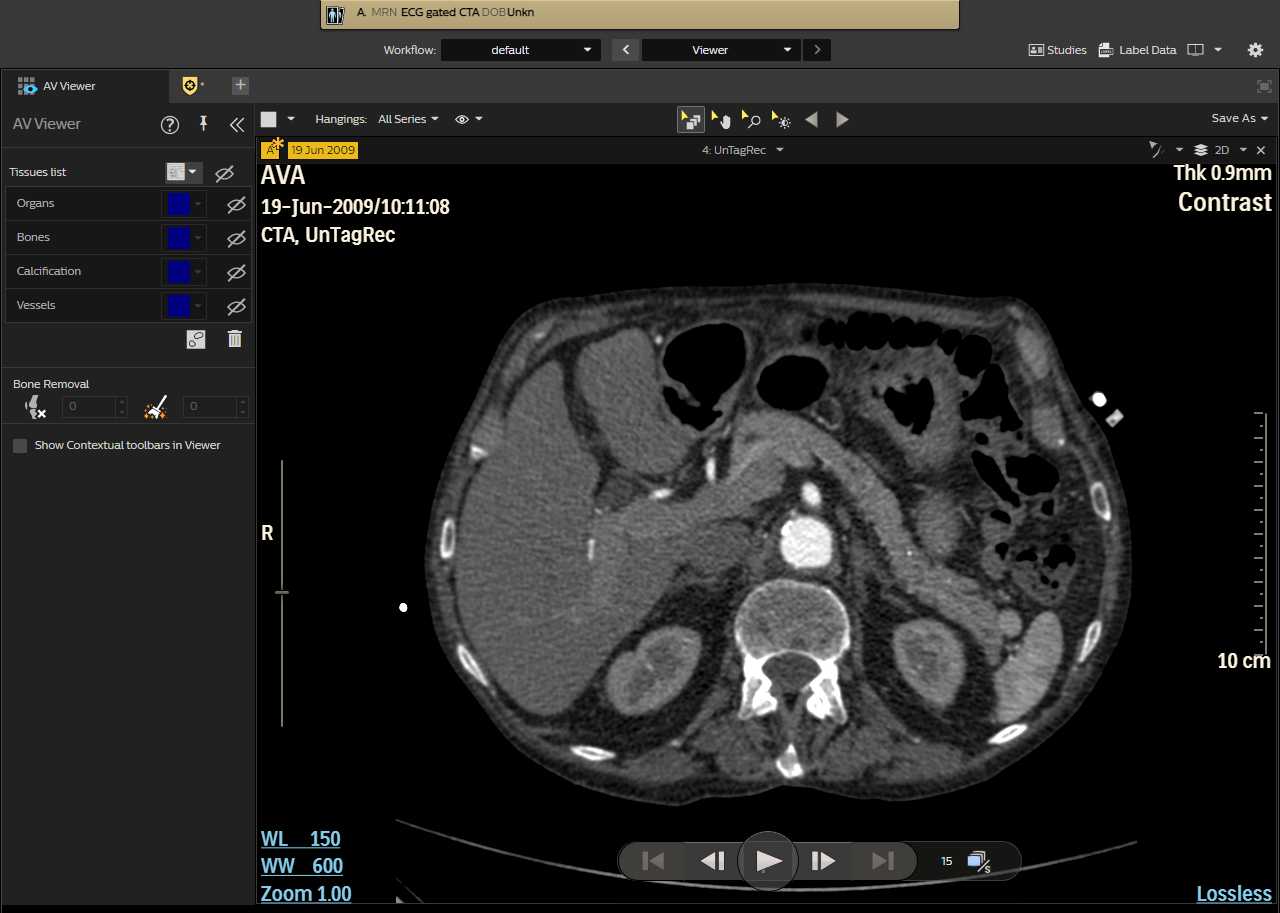 A. MRN ECG gated CTA DOB Unkn
Workflow: default Viewer Studies Label Data
AV Viewer
AV Viewer
Hangings: All Series Save As
A 19 Jun 2009 4: UnTagRec 2D
Tissues list
Organs
Bones
Calcification
Vessels
Bone Removal
0 0
Show Contextual toolbars in Viewer
AVA
19-Jun-2009/10:11:08
CTA, UnTagRec
Thk 0.9mm
Contrast
R
10 cm
WL 150
WW 600
Zoom 1.00
15
S
Lossless